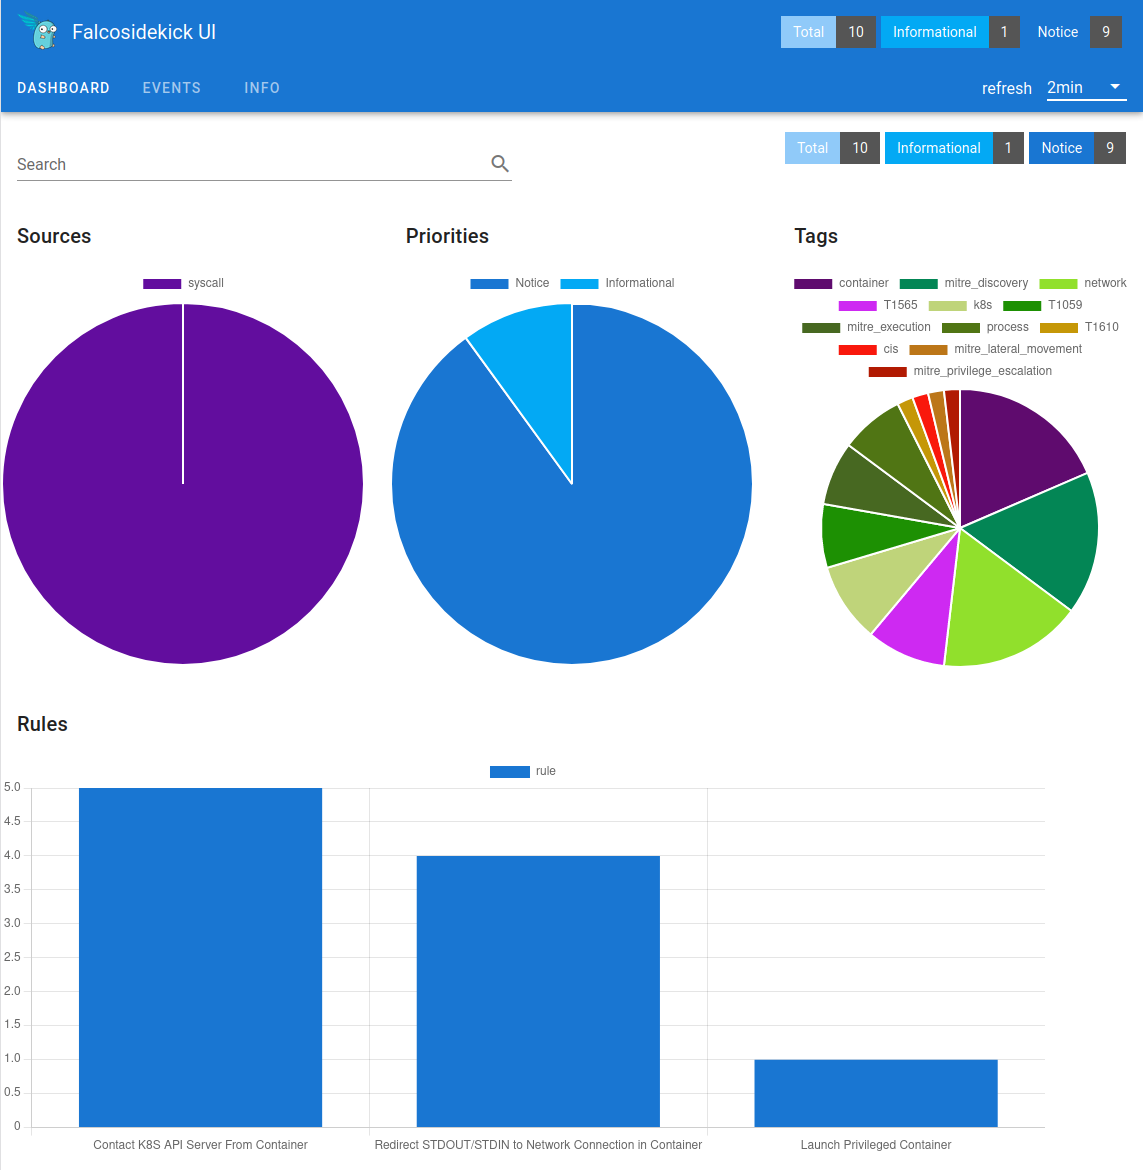 Falcosidekick UI
Total 10 Informational 1 Notice 9
DASHBOARD EVENTS INFO
refresh 2min
Search
Total 10 Informational 1 Notice 9
Sources
syscall
Priorities
Notice Informational
Tags
container mitre_discovery network
T1565 k8s T1059
mitre_execution process T1610
cis mitre_lateral_movement
mitre_privilege_escalation
Rules
rule
5.0
4.5
4.0
3.5
3.0
2.5
2.0
1.5
1.0
0.5
0
Contact K8S API Server From Container
Redirect STDOUT/STDIN to Network Connection in Container
Launch Privileged Container